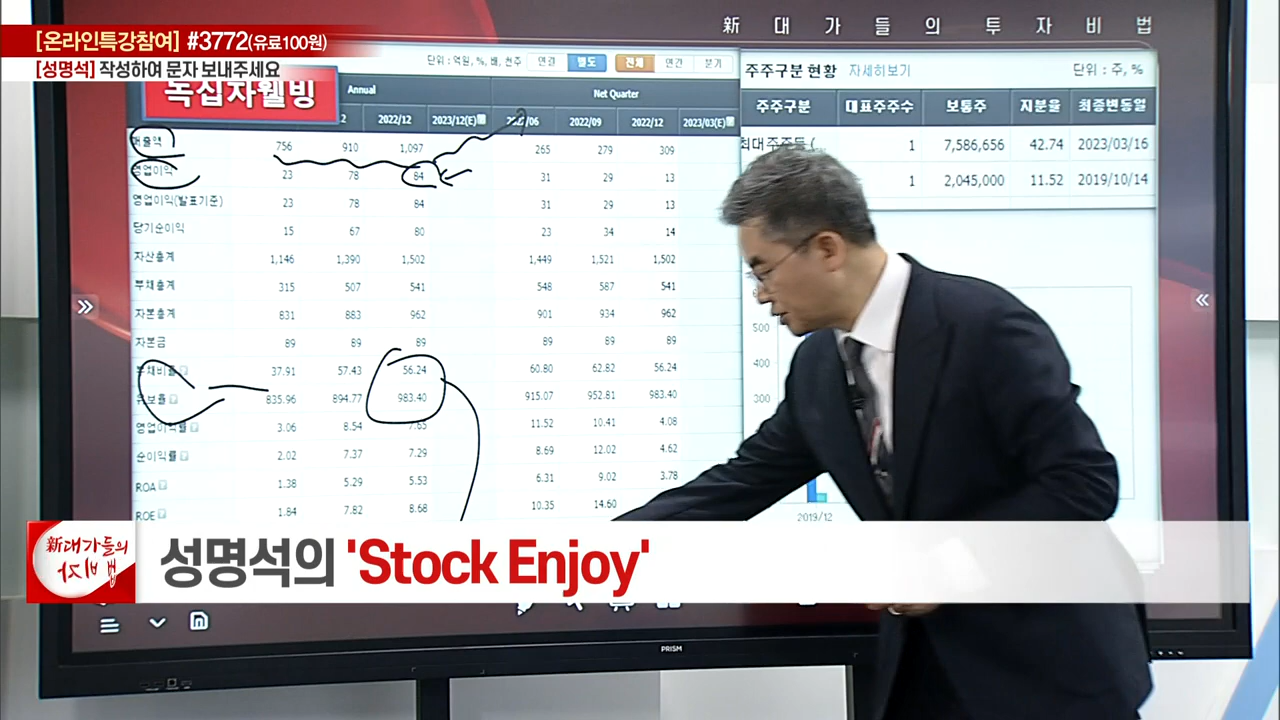 新 대 가 들 의 투 자 비 법
[온라인특강참여] #3772(유료100원)
[성명석] 작성하여 문자 보내주세요
녹십자웰빙
단위 : 억원, %, 배, 천주 연결 별도 전체 연간 분기
Annual Net Quarter
2022/12 2023/12(E) 2022/09 2022/12 2023/03(E)
매출액 756 910 1,097 265 279 309
영업이익 23 78 84 31 29 13
영업이익(발표기준) 23 78 84 31 29 13
당기순이익 15 67 80 23 34 14
자산총계 1,146 1,390 1,502 1,449 1,521 1,502
부채총계 315 507 541 548 587 541
자본총계 831 883 962 901 934 962
자본금 89 89 89 89 89 89
부채비율 37.91 57.43 56.24 60.80 62.82 56.24
유보율 835.96 894.77 983.40 915.07 952.81 983.40
영업이익률 3.06 8.54 7.65 11.52 10.41 4.08
순이익률 2.02 7.37 7.29 8.69 12.02 4.62
ROA 1.38 5.29 5.53 6.31 9.02 3.78
ROE 1.84 7.82 8.68 10.35 14.60
주주구분 현황 자세히보기 단위 : 주, %
주주구분 대표주주수 보통주 지분율 최종변동일
최대주주등 (... 1 7,586,656 42.74 2023/03/16
1 2,045,000 11.52 2019/10/14
500
400
300
2019/12
新대가들의
성명석의 'Stock Enjoy'
PRISM